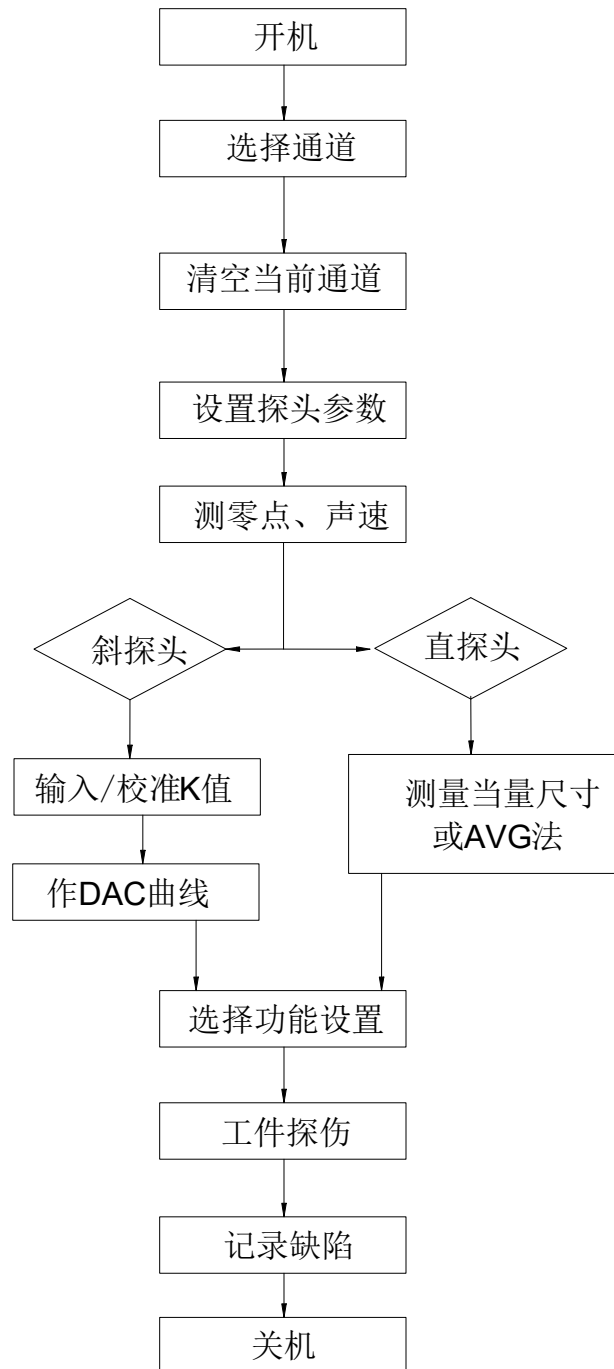 开机
选择通道
清空当前通道
设置探头参数
测零点、声速
斜探头
直探头
输入/校准K值
测量当量尺寸
或AVG法
作DAC曲线
选择功能设置
工件探伤
记录缺陷
关机